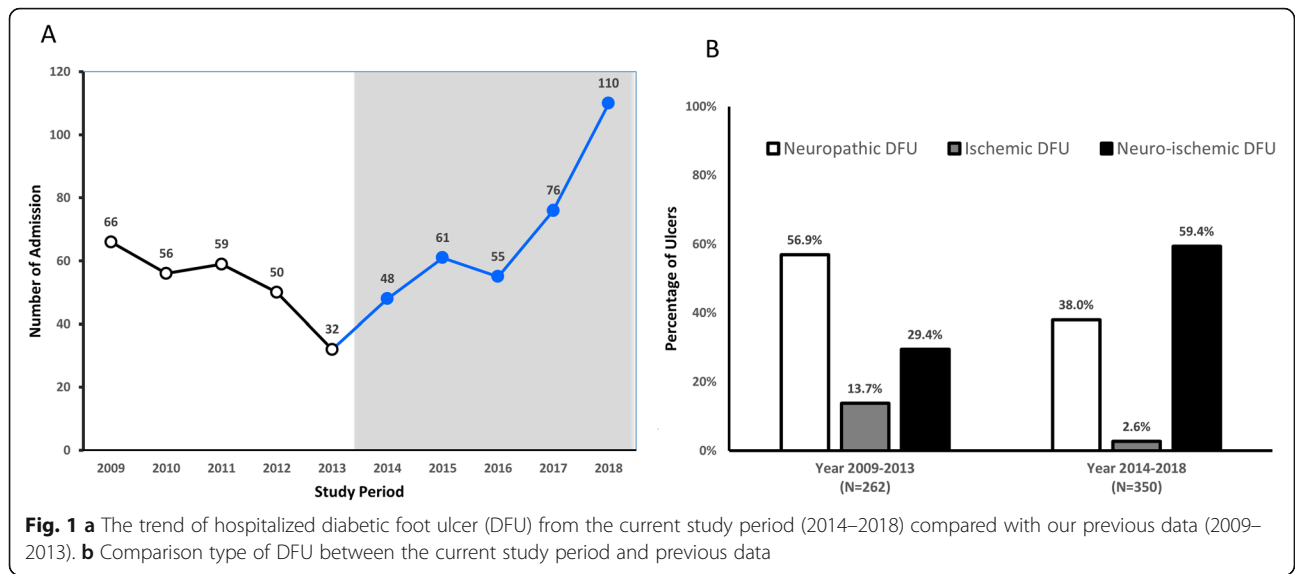 A
Number of Admission
120
100
80
60
40
20
0
66
56
59
50
32
48
61
55
76
110
2009 2010 2011 2012 2013 2014 2015 2016 2017 2018
Study Period
B
Percentage of Ulcers
100%
80%
60%
40%
20%
0%
Neuropathic DFU Ischemic DFU Neuro-ischemic DFU
56.9%
13.7%
29.4%
38.0%
2.6%
59.4%
Year 2009-2013
(N=262)
Year 2014-2018
(N=350)
Fig. 1 a The trend of hospitalized diabetic foot ulcer (DFU) from the current study period (2014–2018) compared with our previous data (2009–
2013). b Comparison type of DFU between the current study period and previous data